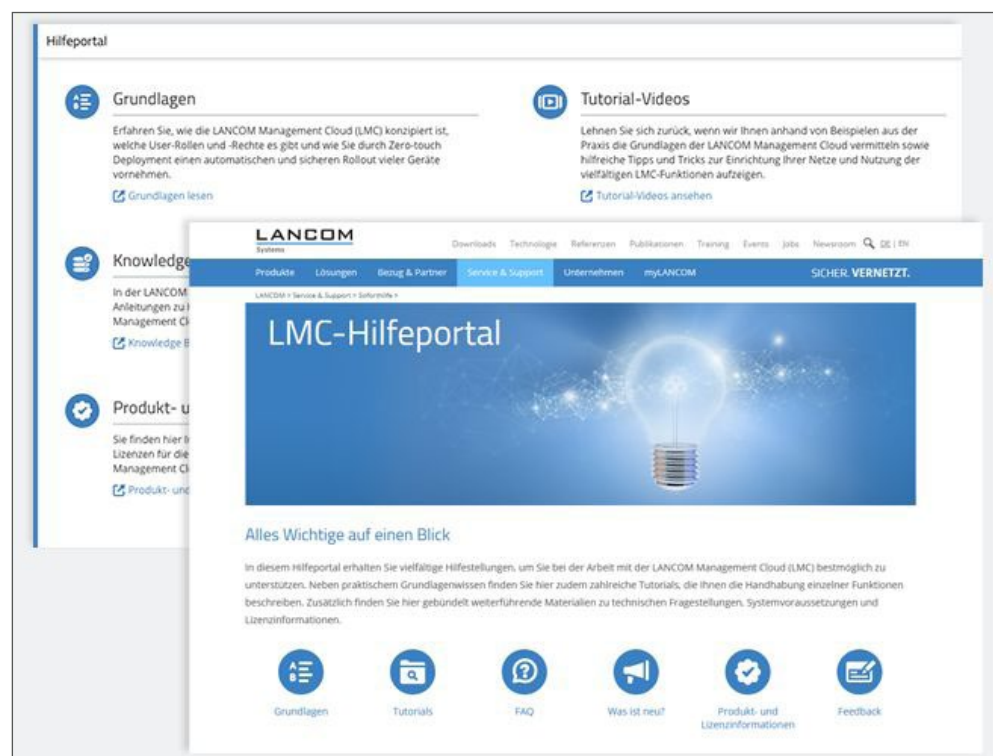 Hilfeportal
Grundlagen
Erfahren Sie, wie die LANCOM Management Cloud (LMC) konzipiert ist,
welche User-Rollen und -Rechte es gibt und wie Sie durch Zero-touch
Deployment einen automatischen und sicheren Rollout vieler Geräte
vornehmen.
Grundlagen lesen
Tutorial-Videos
Lehnen Sie sich zurück, wenn wir Ihnen anhand von Beispielen aus der
Praxis die Grundlagen der LANCOM Management Cloud vermitteln sowie
hilfreiche Tipps und Tricks zur Einrichtung Ihrer Netze und Nutzung der
vielfältigen LMC-Funktionen aufzeigen.
Tutorial-Videos ansehen
Knowledge
In der LANCOM
Anleitungen zu
Management Cl
Knowledge B
Produkt- u
Sie finden hier I
Lizenzen für die
Management Cl
Produkt- und
LANCOM
Systems
Downloads Technologie Referenzen Publikationen Training Events Jobs Newsroom DE | EN
Produkte Lösungen Bezug & Partner Service & Support Unternehmen myLANCOM SICHER. VERNETZT.
LANCOM > Service & Support > Soforthilfe >
LMC-Hilfeportal
Alles Wichtige auf einen Blick
In diesem Hilfeportal erhalten Sie vielfältige Hilfestellungen, um Sie bei der Arbeit mit der LANCOM Management Cloud (LMC) bestmöglich zu
unterstützen. Neben praktischem Grundlagenwissen finden Sie hier zudem zahlreiche Tutorials, die Ihnen die Handhabung einzelner Funktionen
beschreiben. Zusätzlich finden Sie hier gebündelt weiterführende Materialien zu technischen Fragestellungen, Systemvoraussetzungen und
Lizenzinformationen.
Grundlagen Tutorials FAQ Was ist neu? Produkt- und Feedback
Lizenzinformationen